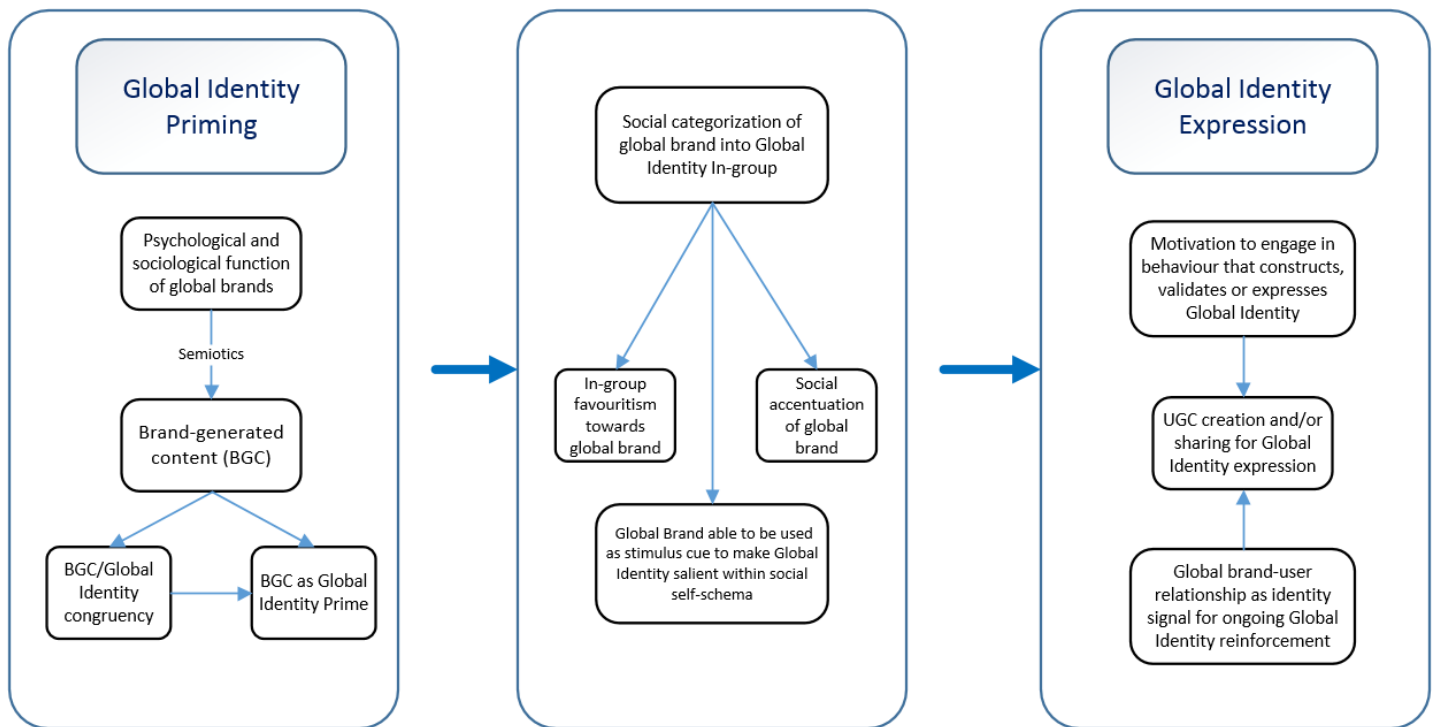 Global Identity
Priming
Psychological and
sociological function
of global brands
Semiotics
Brand-generated
content (BGC)
BGC/Global
Identity
congruency
BGC as Global
Identity Prime
Social categorization of
global brand into Global
Identity In-group
In-group
favouritism
towards
global brand
Social
accentuation
of global
brand
Global Brand able to be used
as stimulus cue to make Global
Identity salient within social
self-schema
Global Identity
Expression
Motivation to engage in
behaviour that constructs,
validates or expresses
Global Identity
UGC creation and/or
sharing for Global
Identity expression
Global brand-user
relationship as identity
signal for ongoing Global
Identity reinforcement